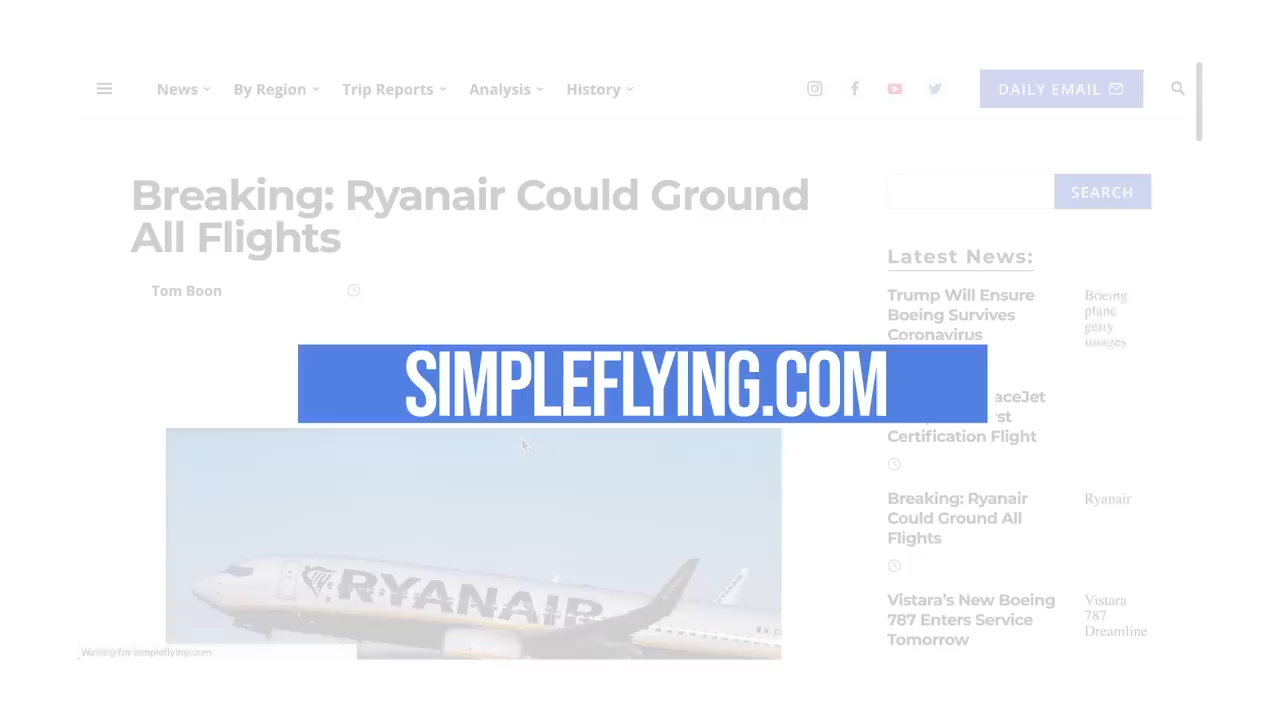 News By Region Trip Reports Analysis History DAILY EMAIL
Breaking: Ryanair Could Ground
All Flights
Tom Boon
SEARCH
Latest News:
Trump Will Ensure
Boeing Survives
Coronavirus
Boeing
plane
getty
images
SIMPLEFLYING.COM
aceJet
rst
Certification Flight
Breaking: Ryanair
Could Ground All
Flights
Ryanair
Vistara's New Boeing
787 Enters Service
Tomorrow
Vistara
787
Dreamline
RYANAIR
Waiting for simpleflying.com